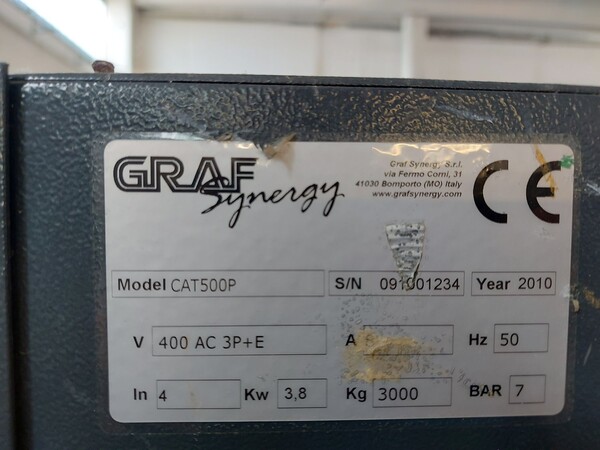 GRAF
Synergy
Graf Synergy S.r.l.
via Fermo Corni, 31
41030 Bomporto (MO) Italy
www.grafsynergy.com
CE
Model CAT500P S/N 091001234 Year 2010
V 400 AC 3P+E A Hz 50
In 4 Kw 3,8 Kg 3000 BAR 7